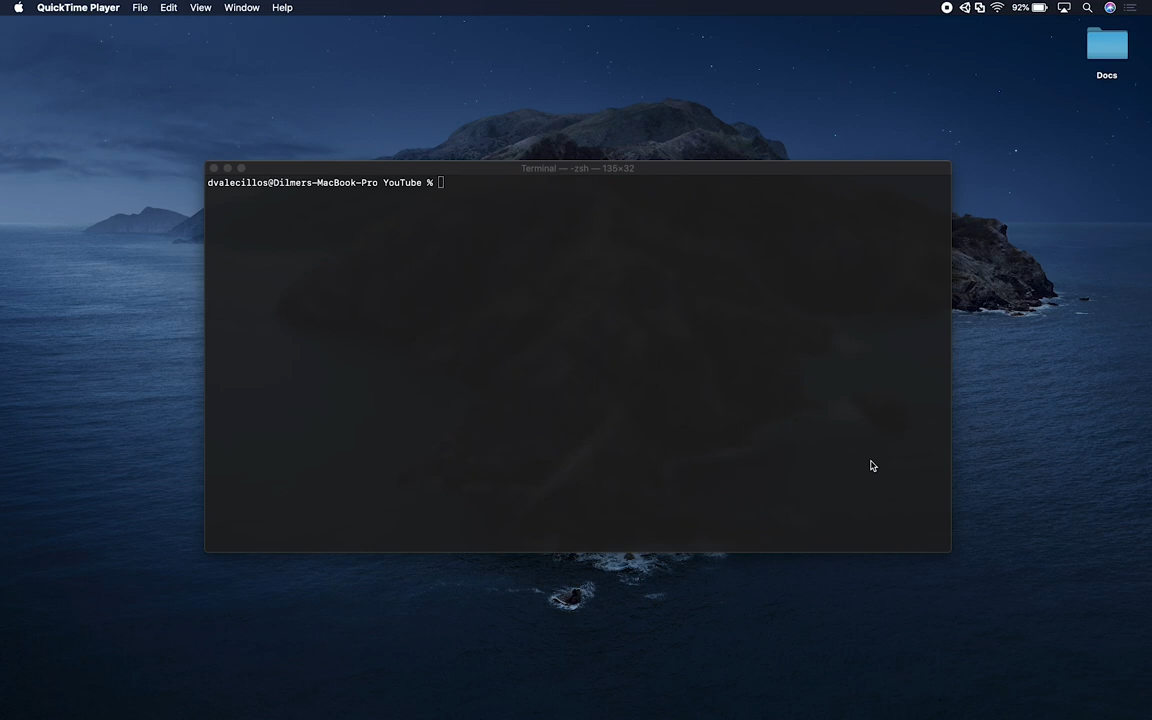 QuickTime Player File Edit View Window Help 92%
Docs
Terminal — -zsh — 135×32
dvalecillos@Dilmers-MacBook-Pro YouTube %